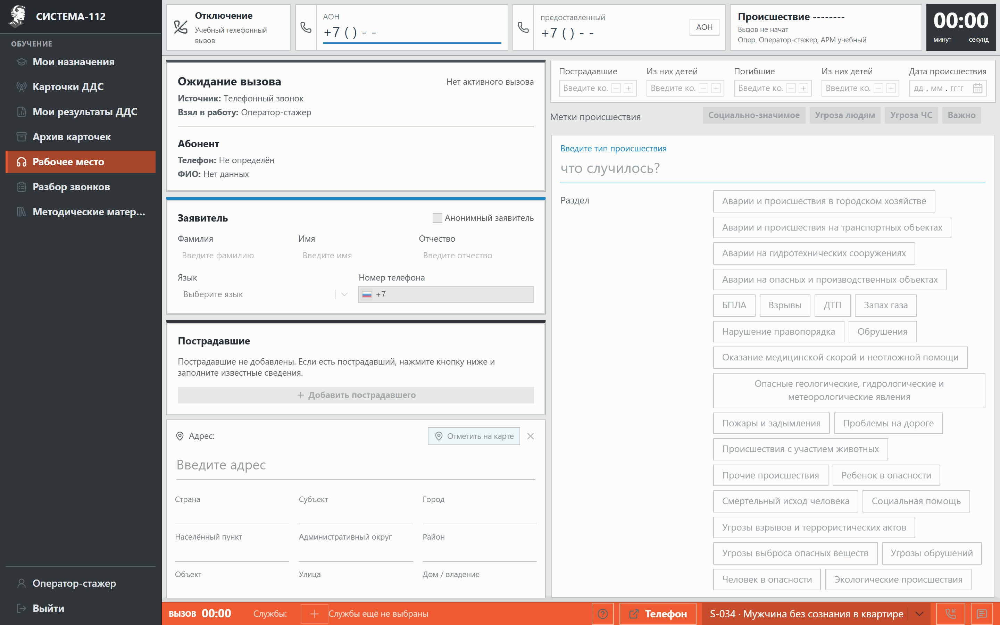 СИСТЕМА-112
ОБУЧЕНИЕ
Мои назначения
Карточки ДДС
Мои результаты ДДС
Архив карточек
Рабочее место
Разбор звонков
Методические матер...
Оператор-стажер
Выйти
Отключение
Учебный телефонный
вызов
АОН
+7 ( ) - -
предоставленный
+7 ( ) - -
АОН
Происшествие --------
Вызов не начат
Опер. Оператор-стажер, АРМ учебный
00:00
минут секунд
Ожидание вызова
Нет активного вызова
Источник: Телефонный звонок
Взял в работу: Оператор-стажер
Абонент
Телефон: Не определён
ФИО: Нет данных
Заявитель
Анонимный заявитель
Фамилия Имя Отчество
Введите фамилию Введите имя Введите отчество
Язык Номер телефона
Выберите язык +7
Пострадавшие
Пострадавшие не добавлены. Если есть пострадавший, нажмите кнопку ниже и
заполните известные сведения.
+ Добавить пострадавшего
Адрес:
Отметить на карте
Введите адрес
Страна Субъект Город
Населённый пункт Административный округ Район
Объект Улица Дом / владение
Пострадавшие Из них детей Погибшие Из них детей Дата происшествия
Введите ко. Введите ко. Введите ко. Введите ко. дд . мм . гггг
Метки происшествия
Социально-значимое Угроза людям Угроза ЧС Важно
Введите тип происшествия
что случилось?
Раздел
Аварии и происшествия в городском хозяйстве
Аварии и происшествия на транспортных объектах
Аварии на гидротехнических сооружениях
Аварии на опасных и производственных объектах
БПЛА Взрывы ДТП Запах газа
Нарушение правопорядка Обрушения
Оказание медицинской скорой и неотложной помощи
Опасные геологические, гидрологические и
метеорологические явления
Пожары и задымления Проблемы на дороге
Происшествия с участием животных
Прочие происшествия Ребенок в опасности
Смертельный исход человека Социальная помощь
Угрозы взрывов и террористических актов
Угрозы выброса опасных веществ Угрозы обрушений
Человек в опасности Экологические происшествия
ВЫЗОВ 00:00 Службы: + Службы ещё не выбраны
Телефон
S-034 · Мужчина без сознания в квартире